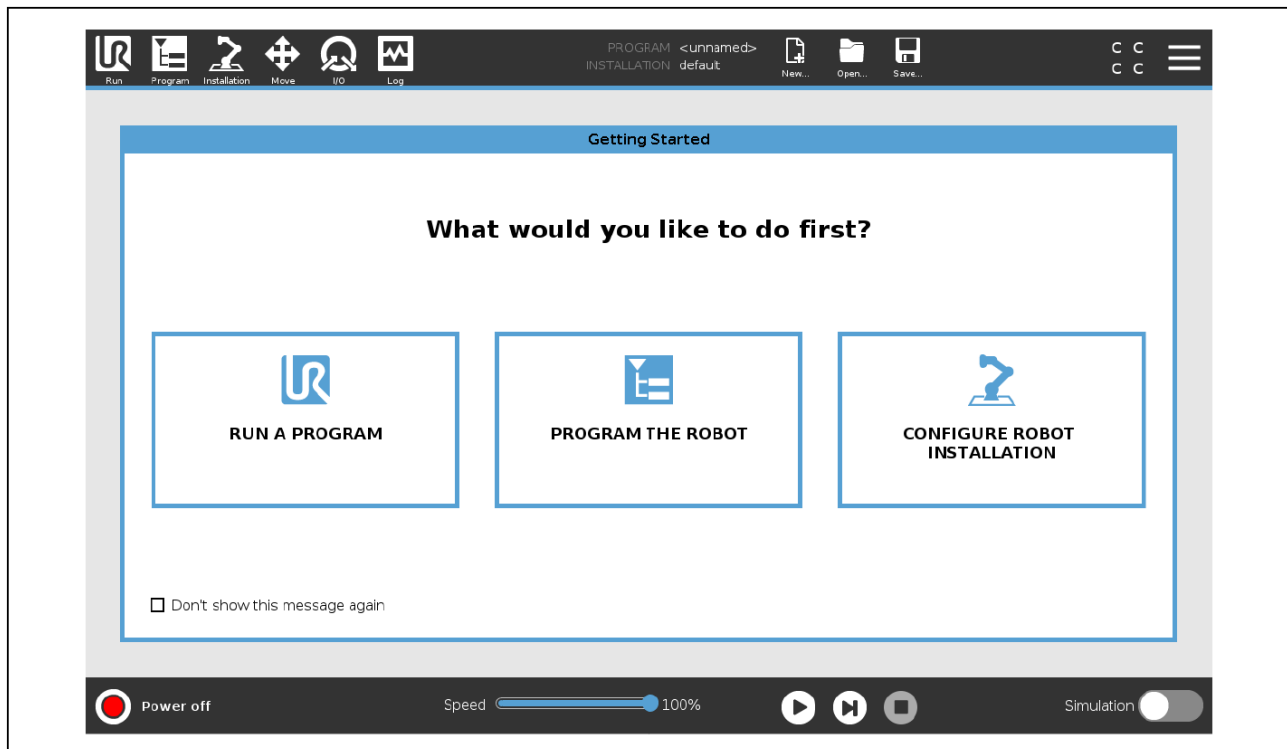 PROGRAM <unnamed>
INSTALLATION default
C C
C C
Run Program Installation Move I/O Log New... Open... Save...
Getting Started
What would you like to do first?
RUN A PROGRAM
PROGRAM THE ROBOT
CONFIGURE ROBOT
INSTALLATION
Don't show this message again
Power off Speed 100% Simulation